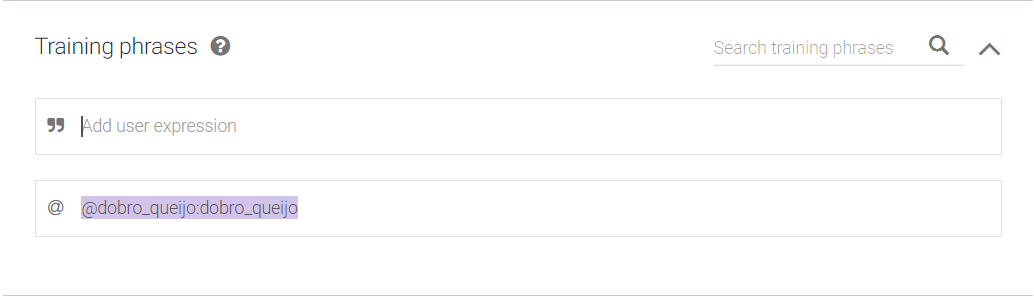 Training phrases ?
Search training phrases
❞ Add user expression
@ @dobro_queijo:dobro_queijo